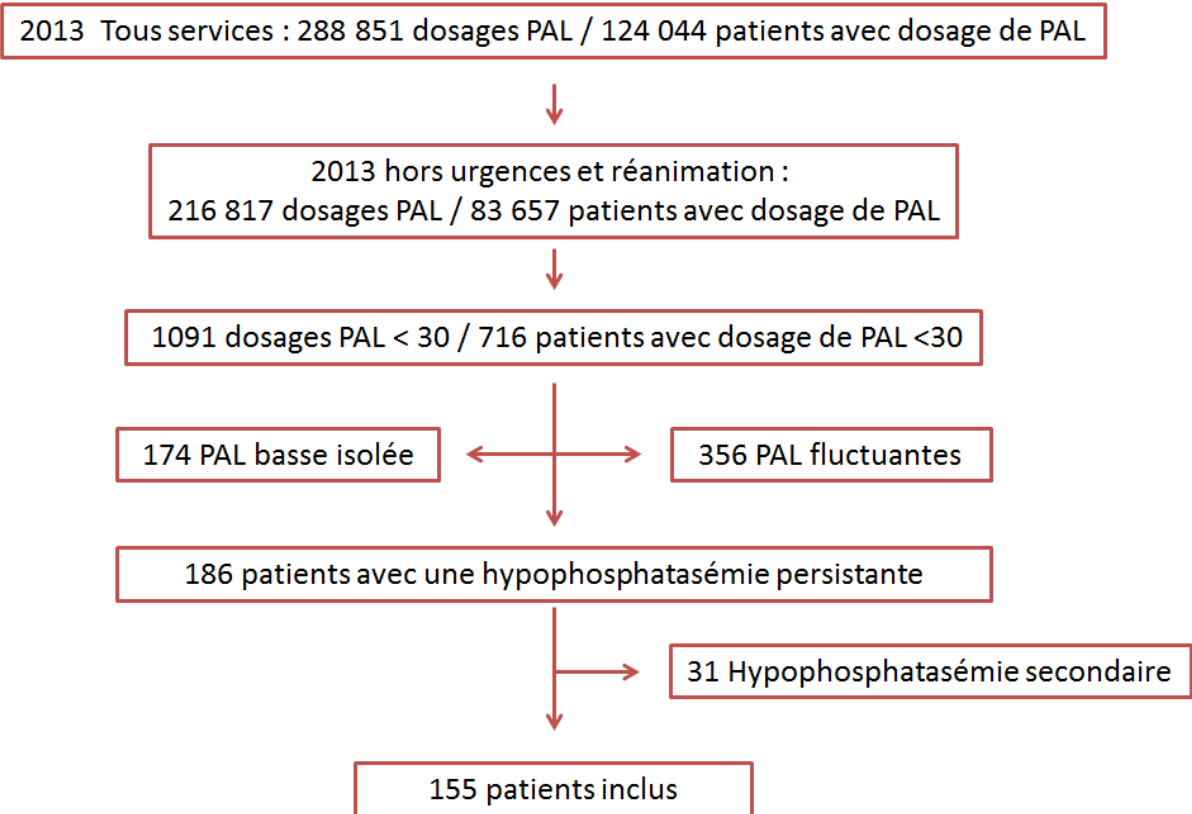 2013 Tous services : 288 851 dosages PAL / 124 044 patients avec dosage de PAL
2013 hors urgences et réanimation :
216 817 dosages PAL / 83 657 patients avec dosage de PAL
1091 dosages PAL < 30 / 716 patients avec dosage de PAL <30
174 PAL basse isolée
356 PAL fluctuantes
186 patients avec une hypophosphatasémie persistante
31 Hypophosphatasémie secondaire
155 patients inclus